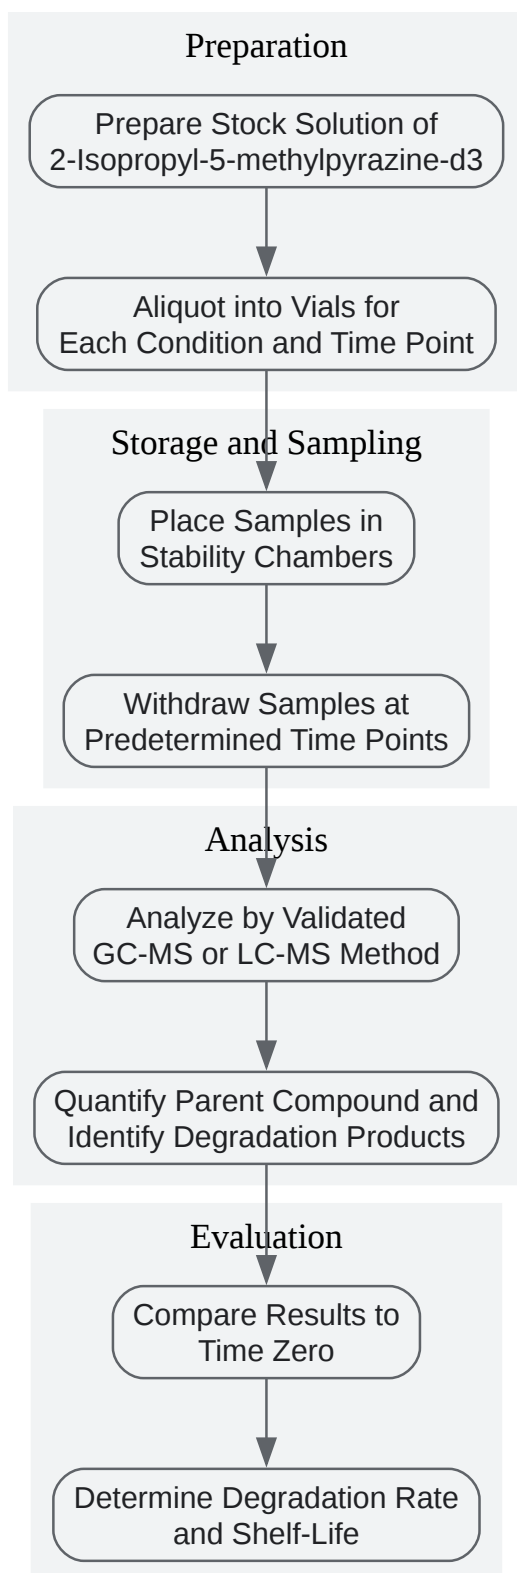 Preparation
Prepare Stock Solution of
2-Isopropyl-5-methylpyrazine-d3
Aliquot into Vials for
Each Condition and Time Point
Storage and Sampling
Place Samples in
Stability Chambers
Withdraw Samples at
Predetermined Time Points
Analysis
Analyze by Validated
GC-MS or LC-MS Method
Quantify Parent Compound and
Identify Degradation Products
Evaluation
Compare Results to
Time Zero
Determine Degradation Rate
and Shelf-Life